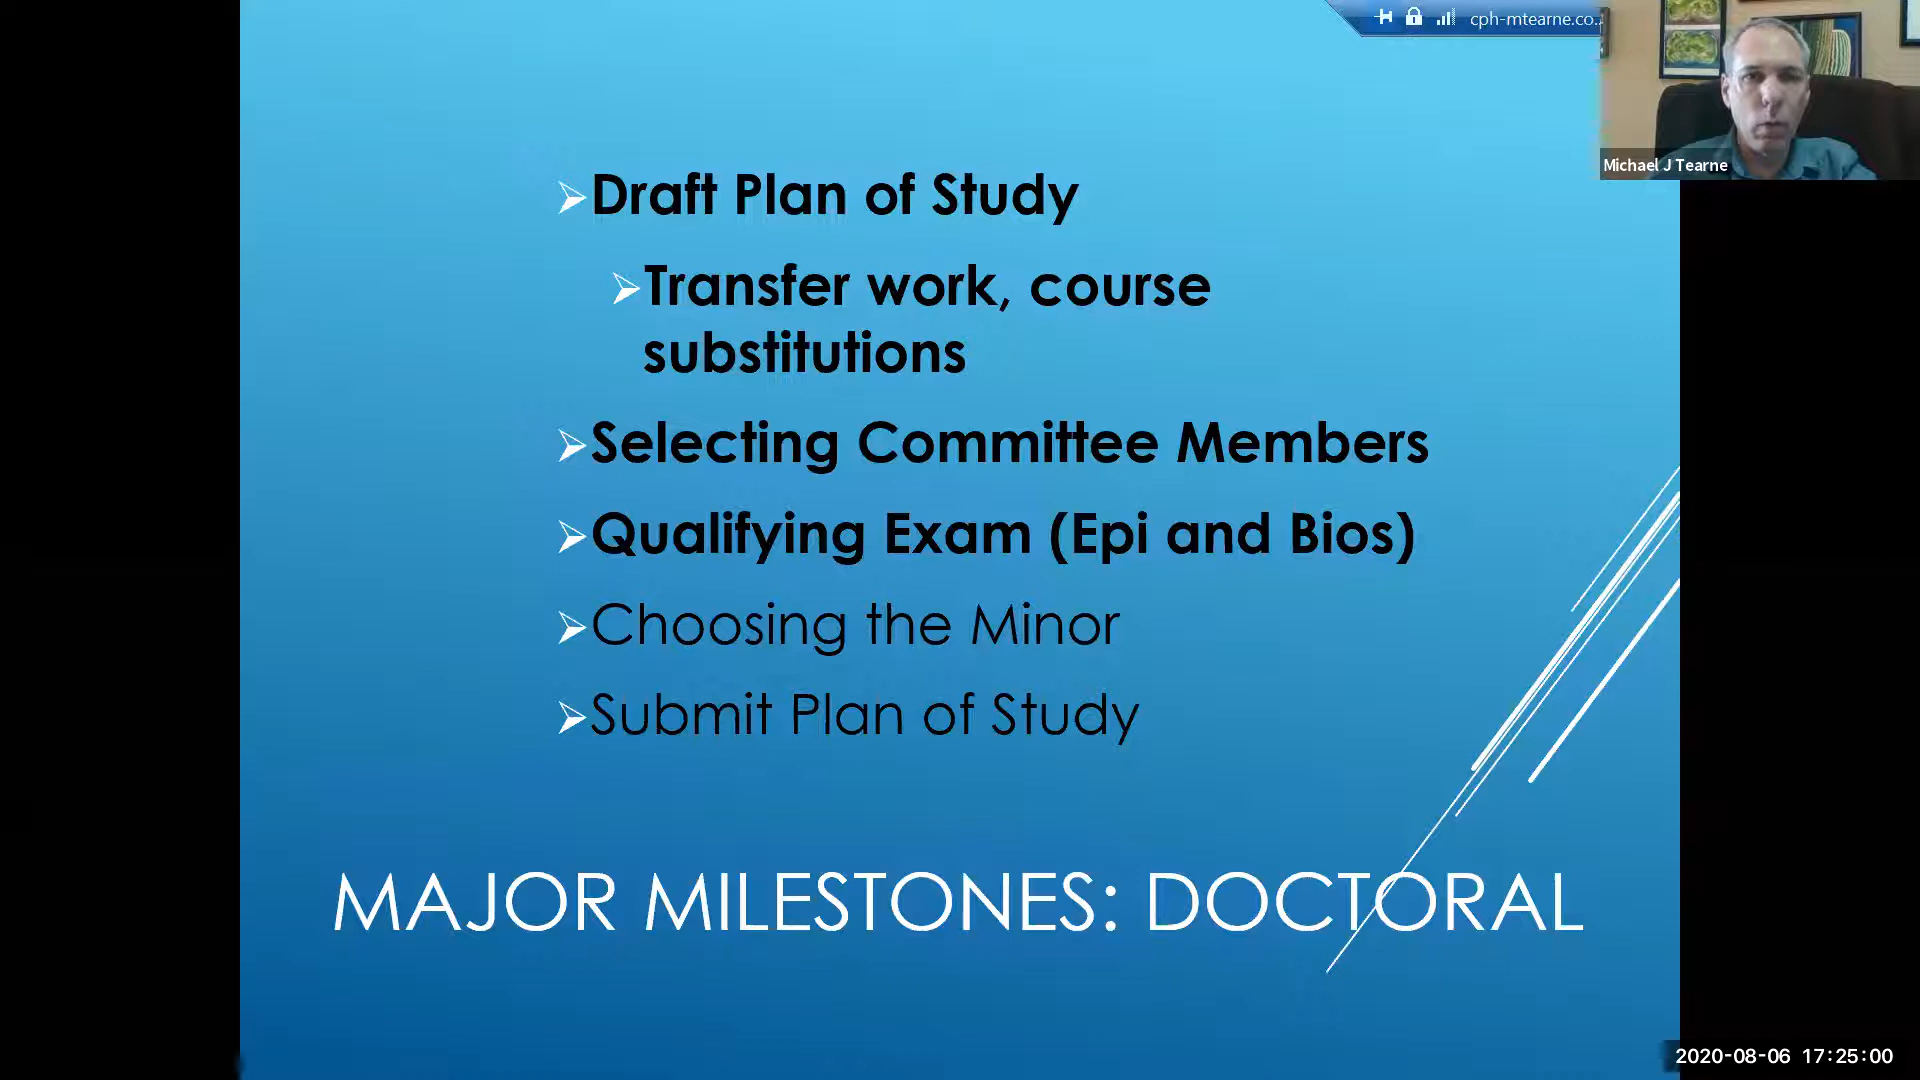 cph-mtearne.co...
Michael J Tearne
Draft Plan of Study
Transfer work, course
substitutions
Selecting Committee Members
Qualifying Exam (Epi and Bios)
Choosing the Minor
Submit Plan of Study
MAJOR MILESTONES: DOCTORAL
2020-08-06 17:25:00